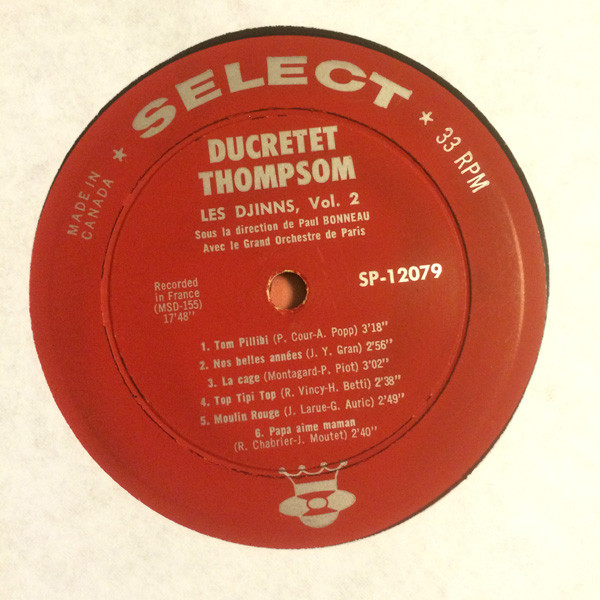 SELECT
★ 33 RPM
MADE IN
CANADA ★
DUCRETET
THOMPSOM
LES DJINNS, Vol. 2
Sous la direction de Paul BONNEAU
Avec le Grand Orchestre de Paris
Recorded
in France
(MSD-155)
17'48"
SP-12079
1. Tom Pillibi (P. Cour-A. Popp) 3'18"
2. Nos belles années (J. Y. Gran) 2'56"
3. La cage (Montagard-P. Piot) 3'02"
4. Top Tipi Top (R. Vincy-H. Betti) 2'38"
5. Moulin Rouge (J. Larue-G. Auric) 2'49"
6. Papa aime maman
(R. Chabrier-J. Moutet) 2'40"